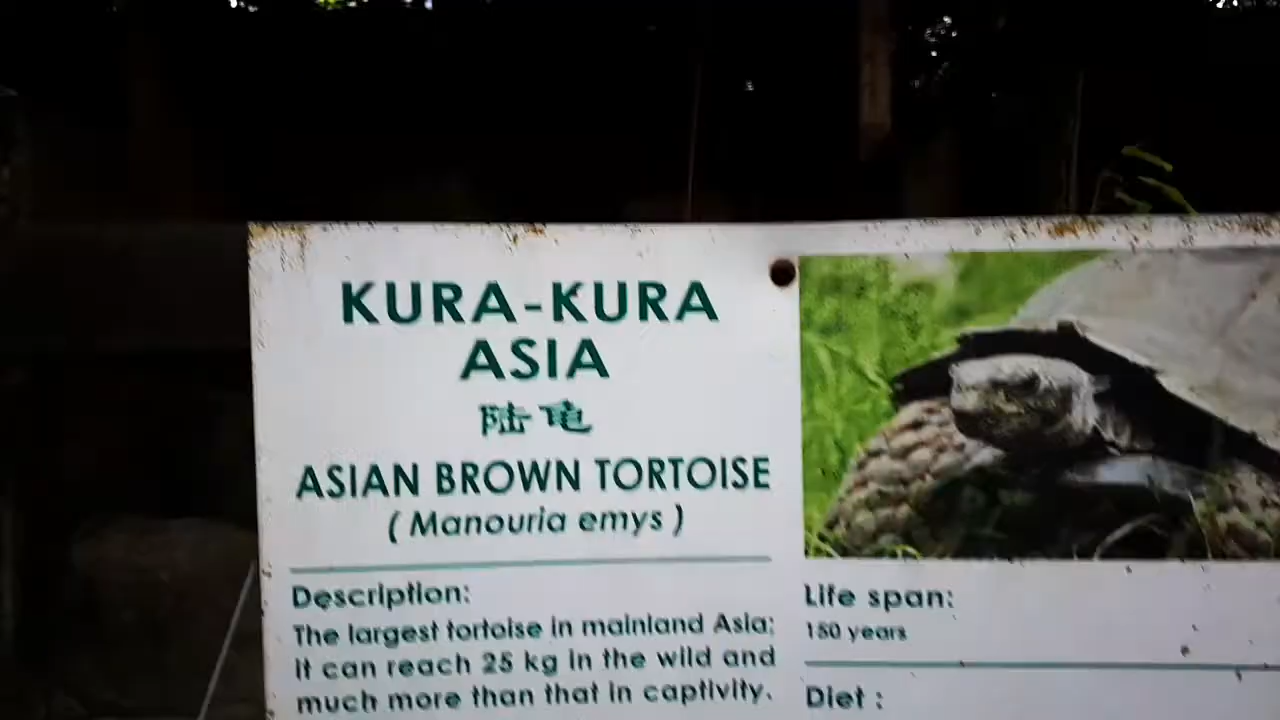 KURA-KURA
ASIA
陆龟
ASIAN BROWN TORTOISE
( Manouria emys )
Description:
The largest tortoise in mainland Asia;
it can reach 25 kg in the wild and
much more than that in captivity.
Life span:
150 years
Diet :